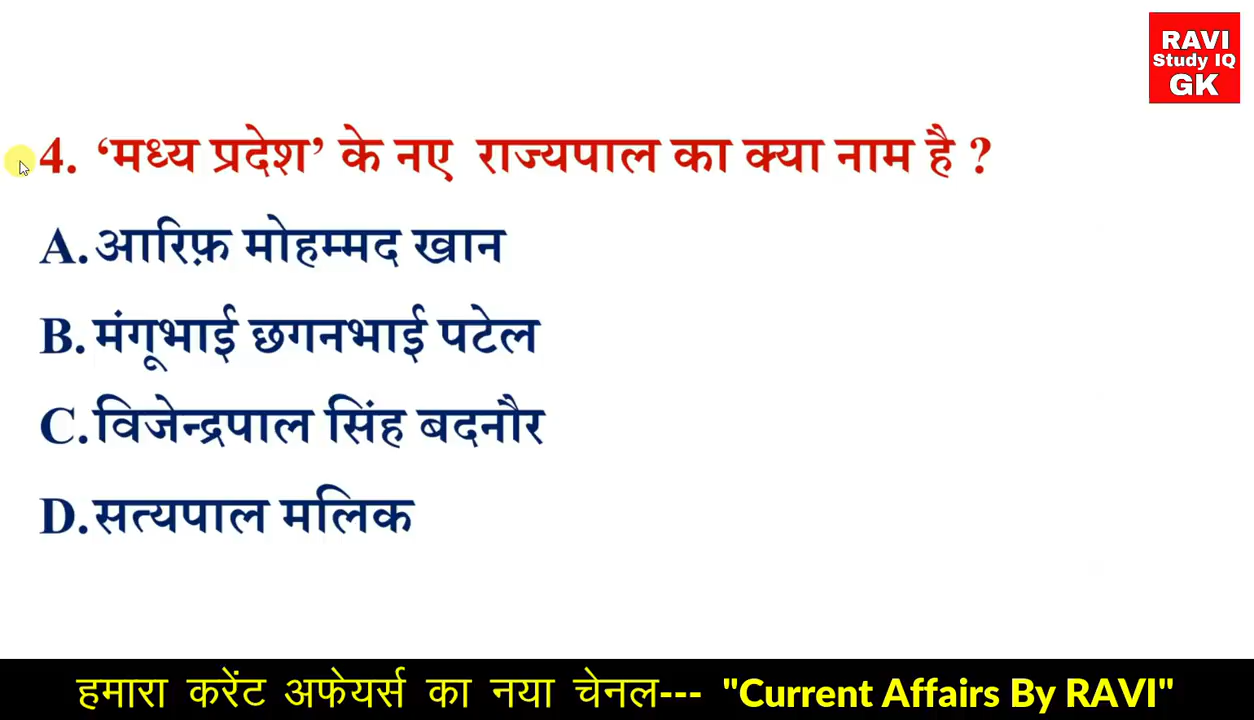 RAVI
Study IQ
GK
4. ‘मध्य प्रदेश’ के नए राज्यपाल का क्या नाम है ?
A. आरिफ़ मोहम्मद खान
B. मंगूभाई छगनभाई पटेल
C. विजेन्द्रपाल सिंह बदनौर
D. सत्यपाल मलिक
हमारा करेंट अफेयर्स का नया चेनल--- "Current Affairs By RAVI"